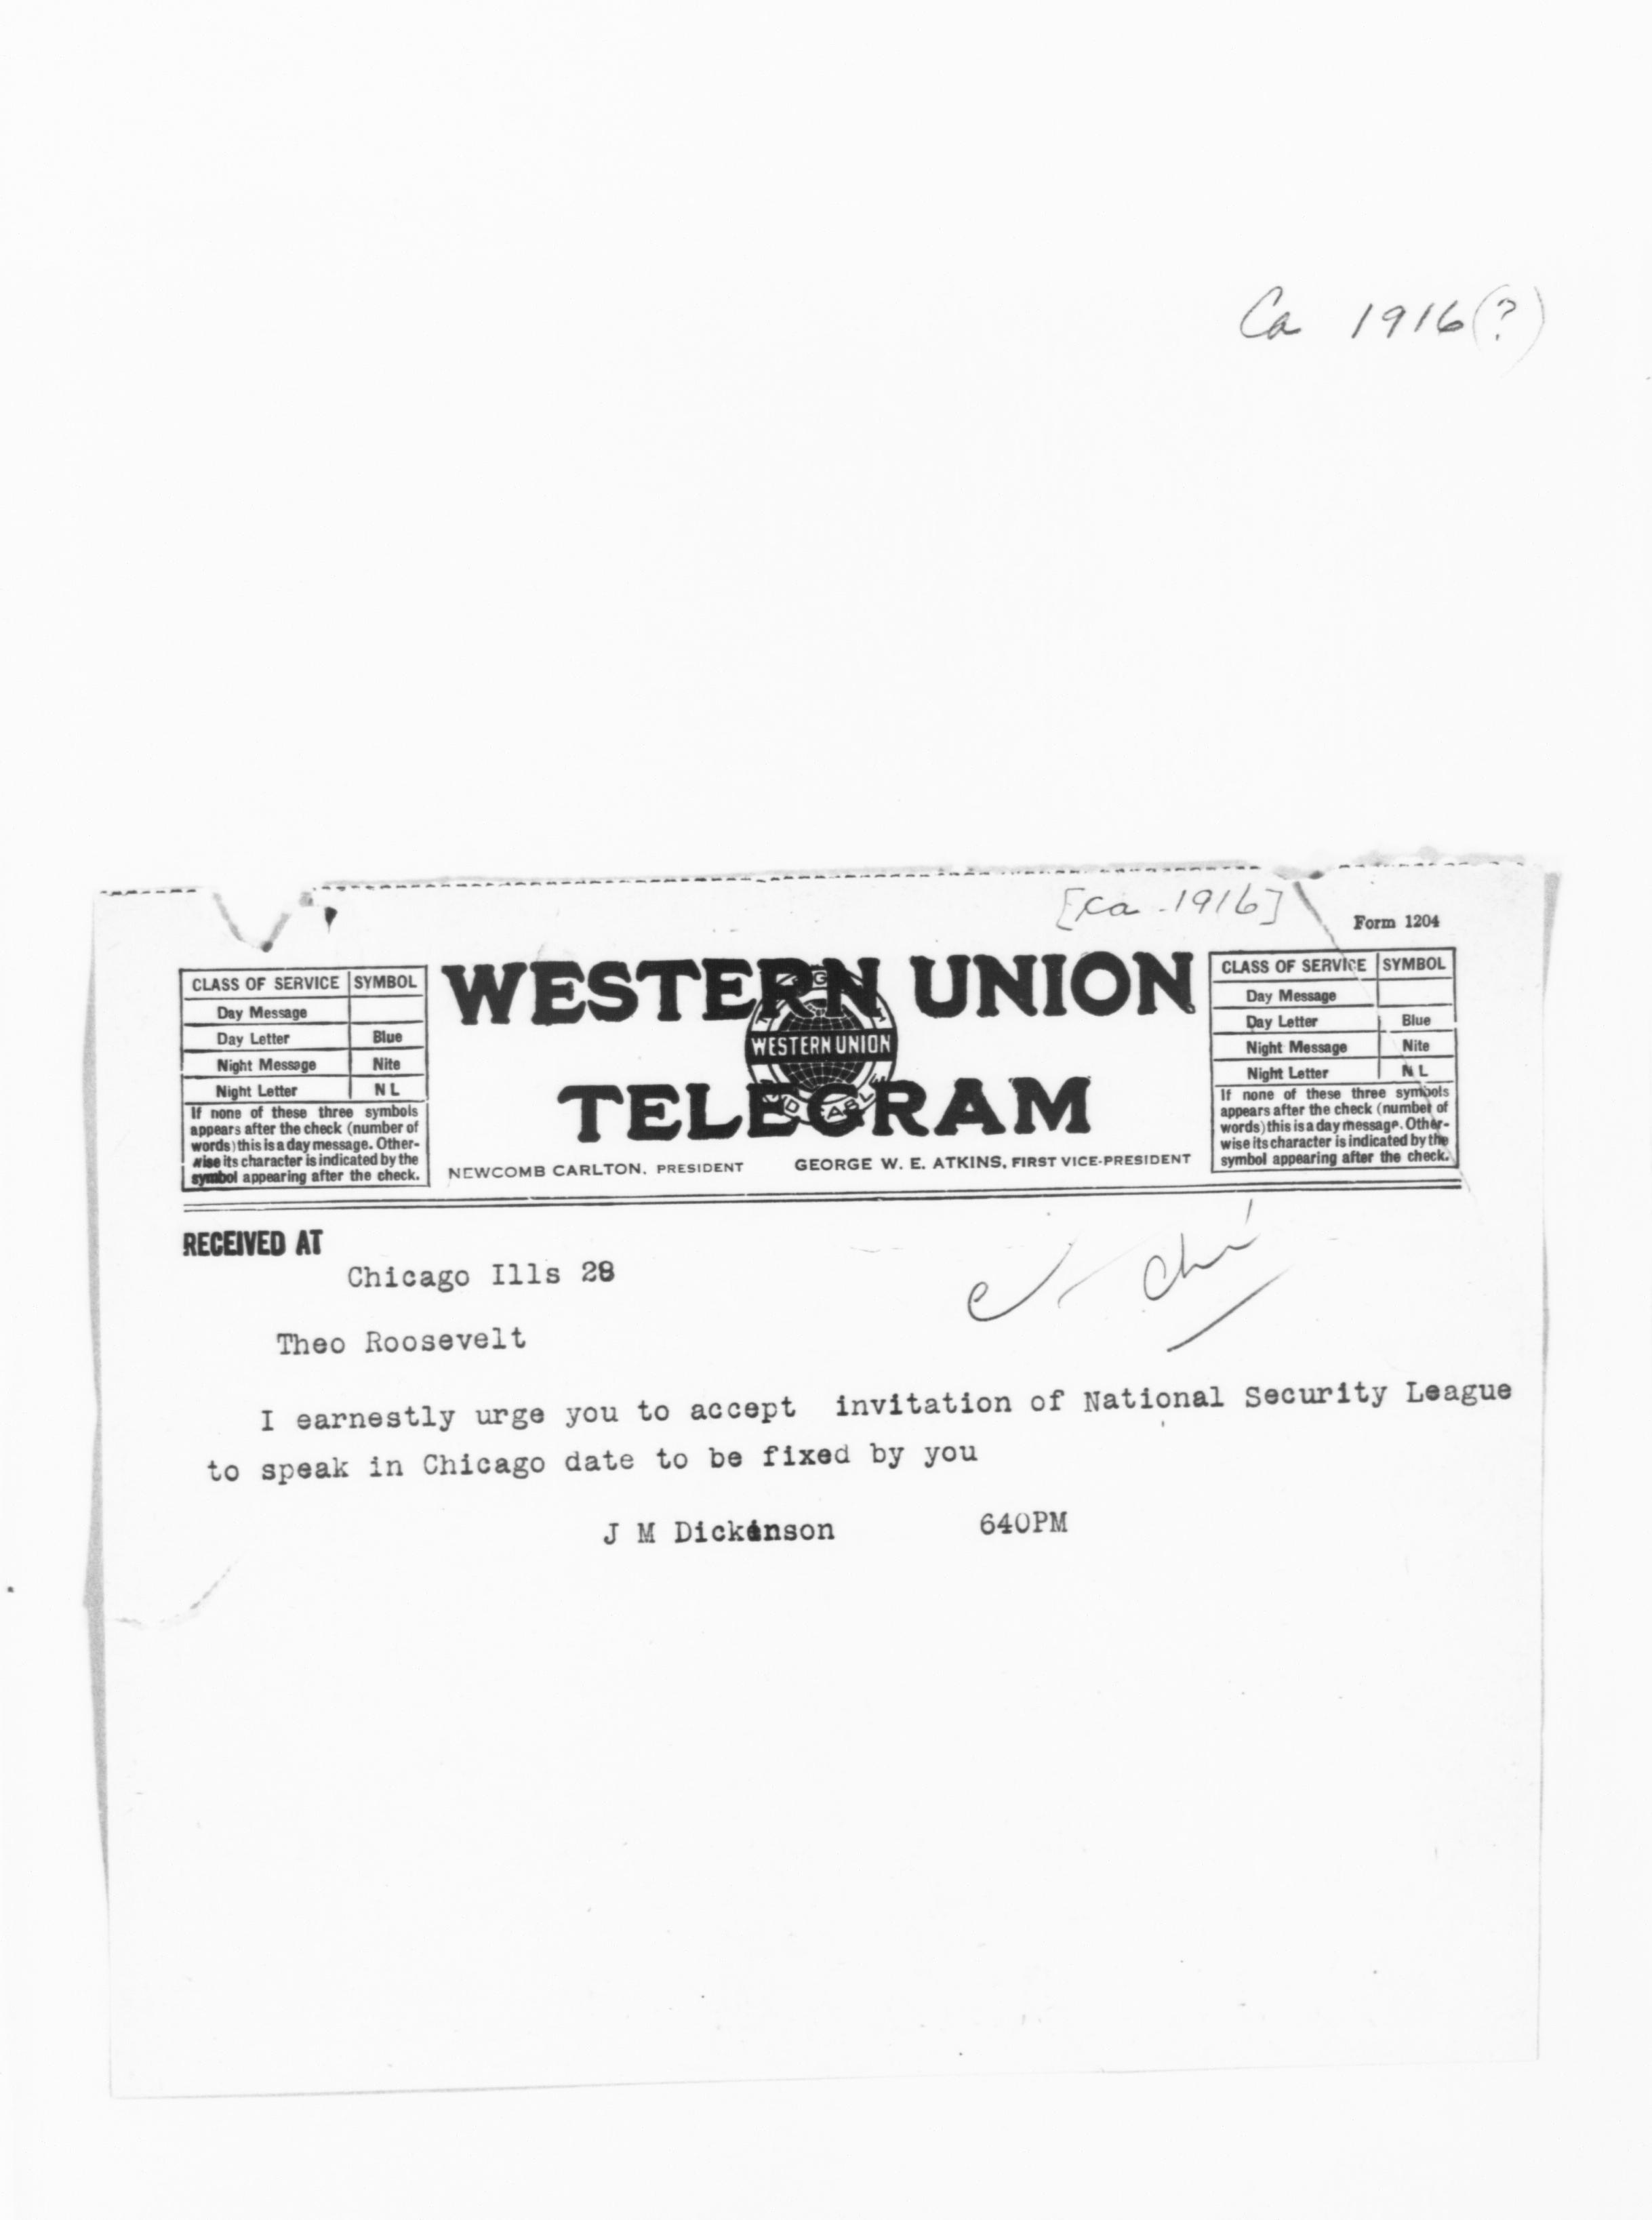 Ca 1916(?)
[ca. 1916]
Form 1204
CLASS OF SERVICE SYMBOL
Day Message
Day Letter Blue
Night Message Nite
Night Letter N L
If none of these three symbols
appears after the check (number of
words) this is a day message. Other-
wise its character is indicated by the
symbol appearing after the check.
WESTERN UNION
WESTERN UNION
TELEGRAM
NEWCOMB CARLTON, PRESIDENT GEORGE W. E. ATKINS, FIRST VICE-PRESIDENT
CLASS OF SERVICE SYMBOL
Day Message
Day Letter Blue
Night Message Nite
Night Letter N L
If none of these three symbols
appears after the check (number of
words) this is a day message. Other-
wise its character is indicated by the
symbol appearing after the check.
RECEIVED AT
Chicago Ills 28
Theo Roosevelt
I earnestly urge you to accept invitation of National Security League
to speak in Chicago date to be fixed by you
J M Dickinson 640PM